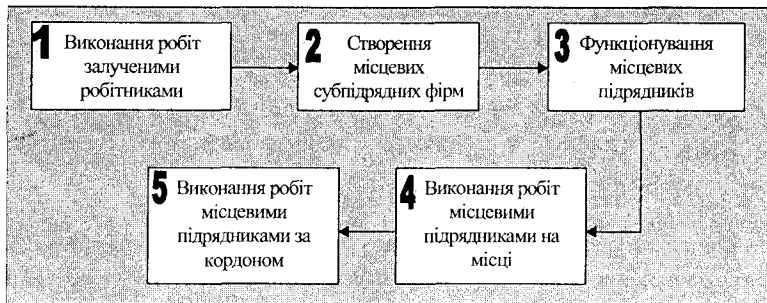 1 Виконання робіт
залученими
робітниками
2 Створення
місцевих
субпідрядних фірм
3 Функціонування
місцевих
підрядників
4 Виконання робіт
місцевими
підрядниками на
місці
5 Виконання робіт
місцевими
підрядниками за
кордоном